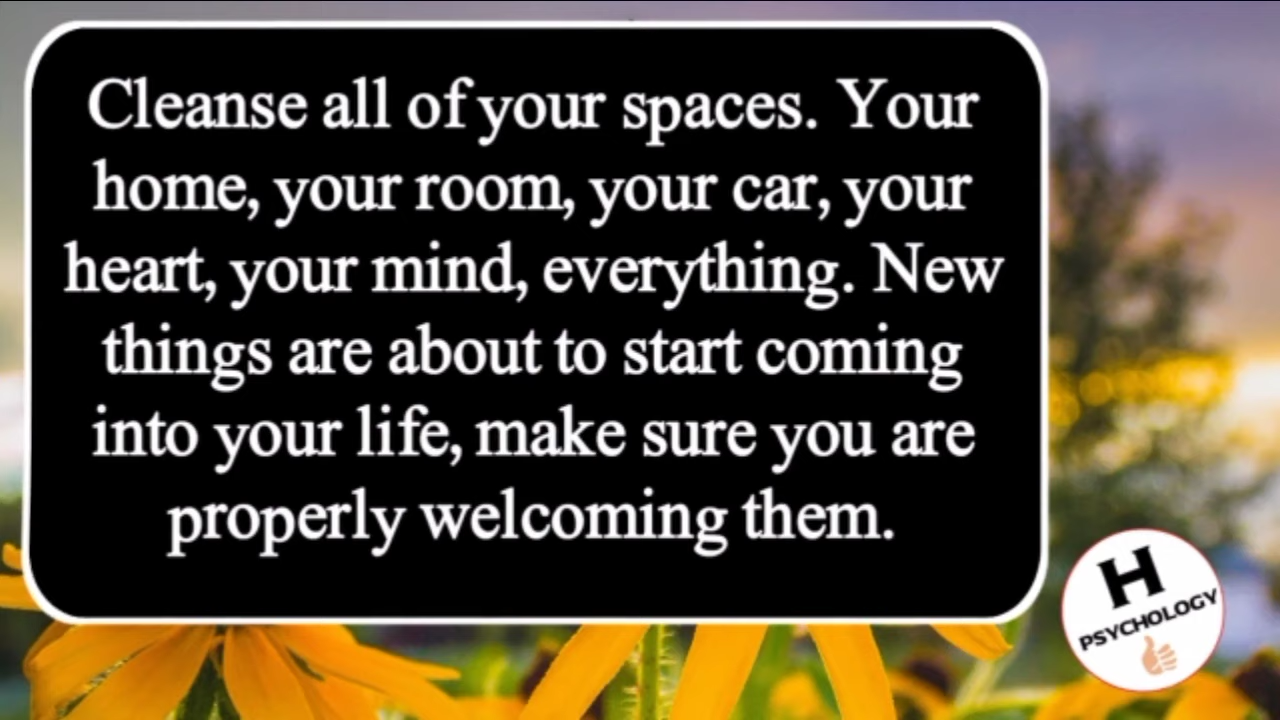 Cleanse all of your spaces. Your
home, your room, your car, your
heart, your mind, everything. New
things are about to start coming
into your life, make sure you are
properly welcoming them.
H
PSYCHOLOGY